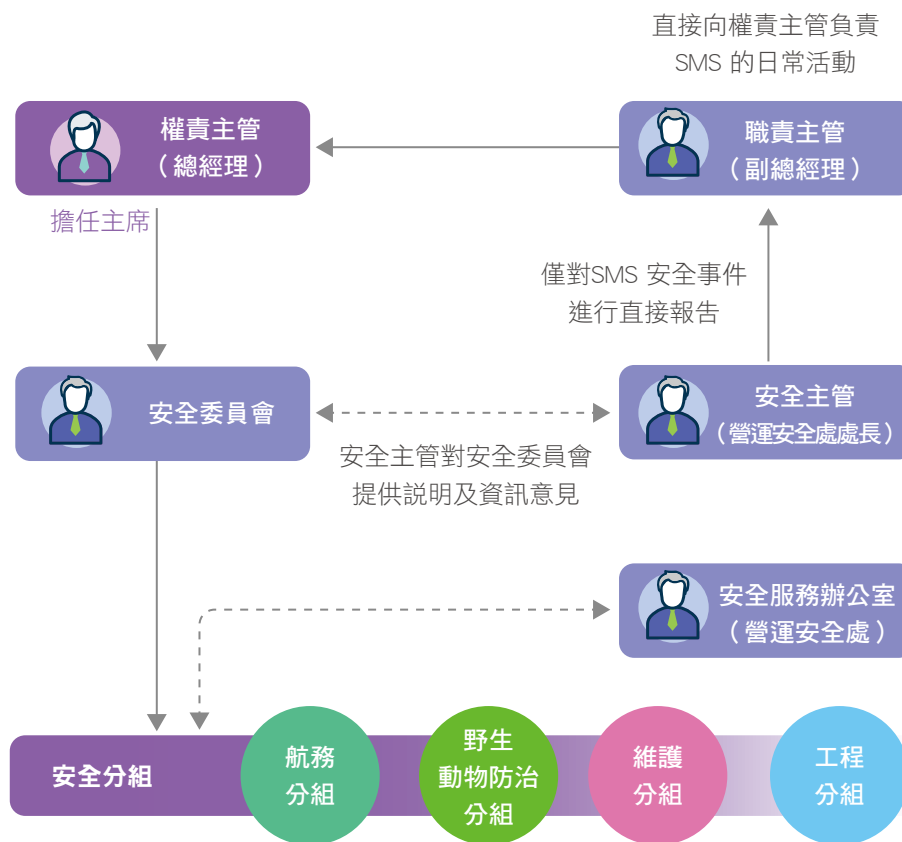 直接向權責主管負責
SMS 的日常活動
權責主管
（總經理）
職責主管
（副總經理）
擔任主席
僅對SMS 安全事件
進行直接報告
安全委員會
安全主管
（營運安全處處長）
安全主管對安全委員會
提供説明及資訊意見
安全服務辦公室
（營運安全處）
安全分組
航務
分組
野生
動物防治
分組
維護
分組
工程
分組